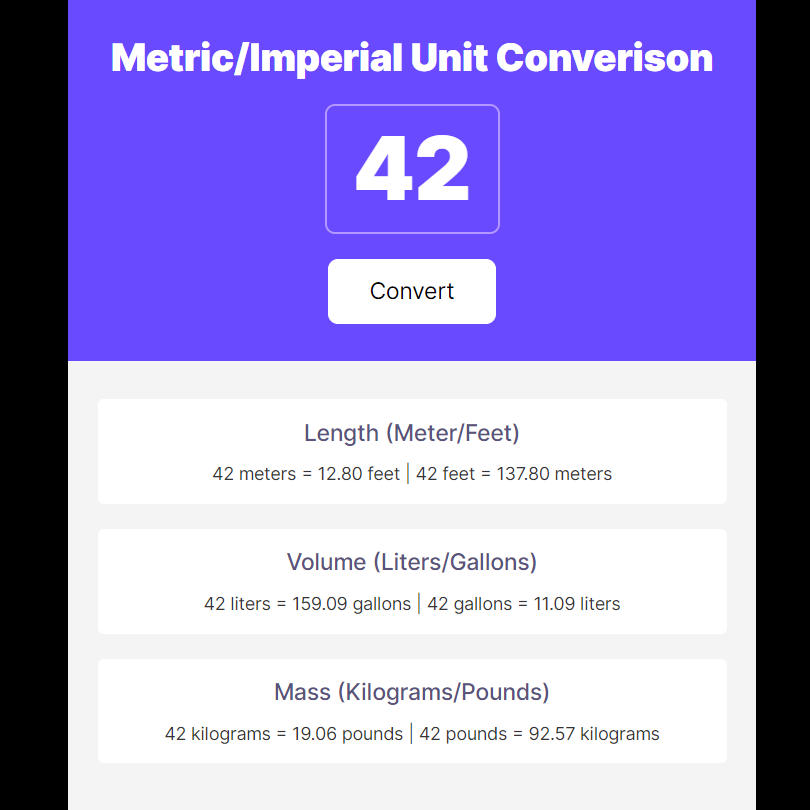 Metric/Imperial Unit Converison
42
Convert
Length (Meter/Feet)
42 meters = 12.80 feet | 42 feet = 137.80 meters
Volume (Liters/Gallons)
42 liters = 159.09 gallons | 42 gallons = 11.09 liters
Mass (Kilograms/Pounds)
42 kilograms = 19.06 pounds | 42 pounds = 92.57 kilograms